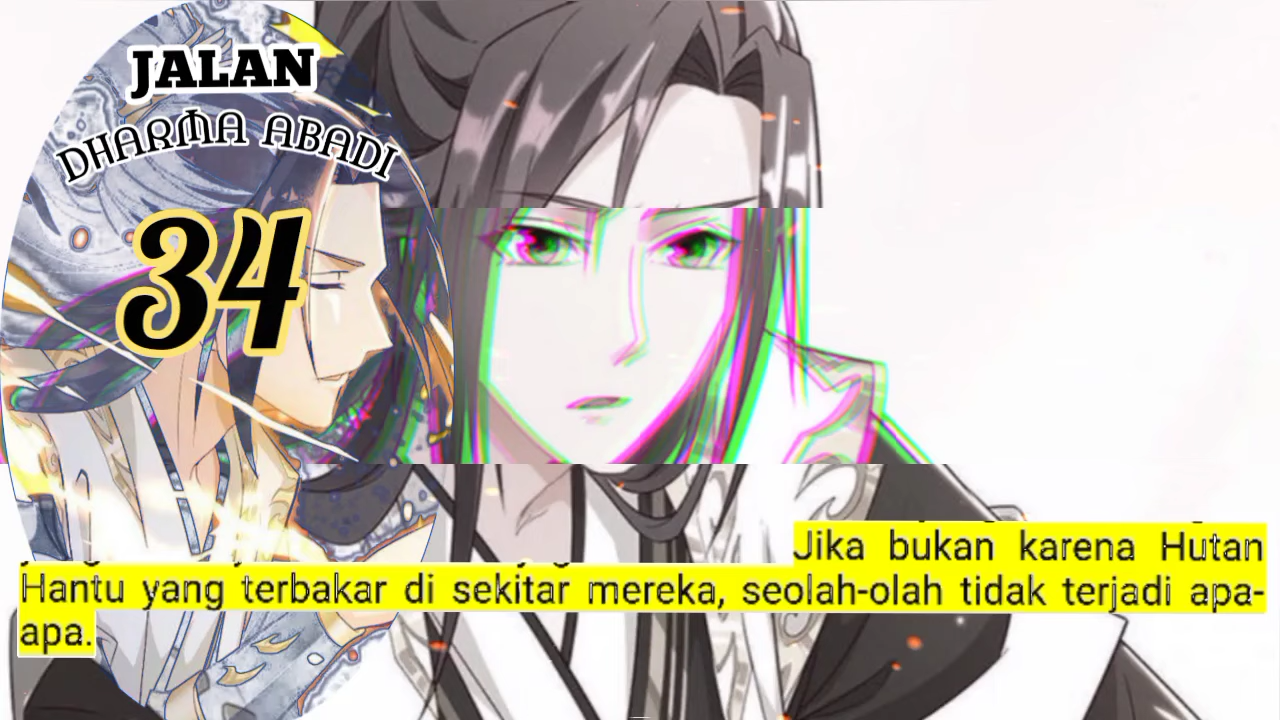 JALAN
DHARMA ABADI
34
Jika bukan karena Hutan
Hantu yang terbakar di sekitar mereka, seolah-olah tidak terjadi apa-
apa.